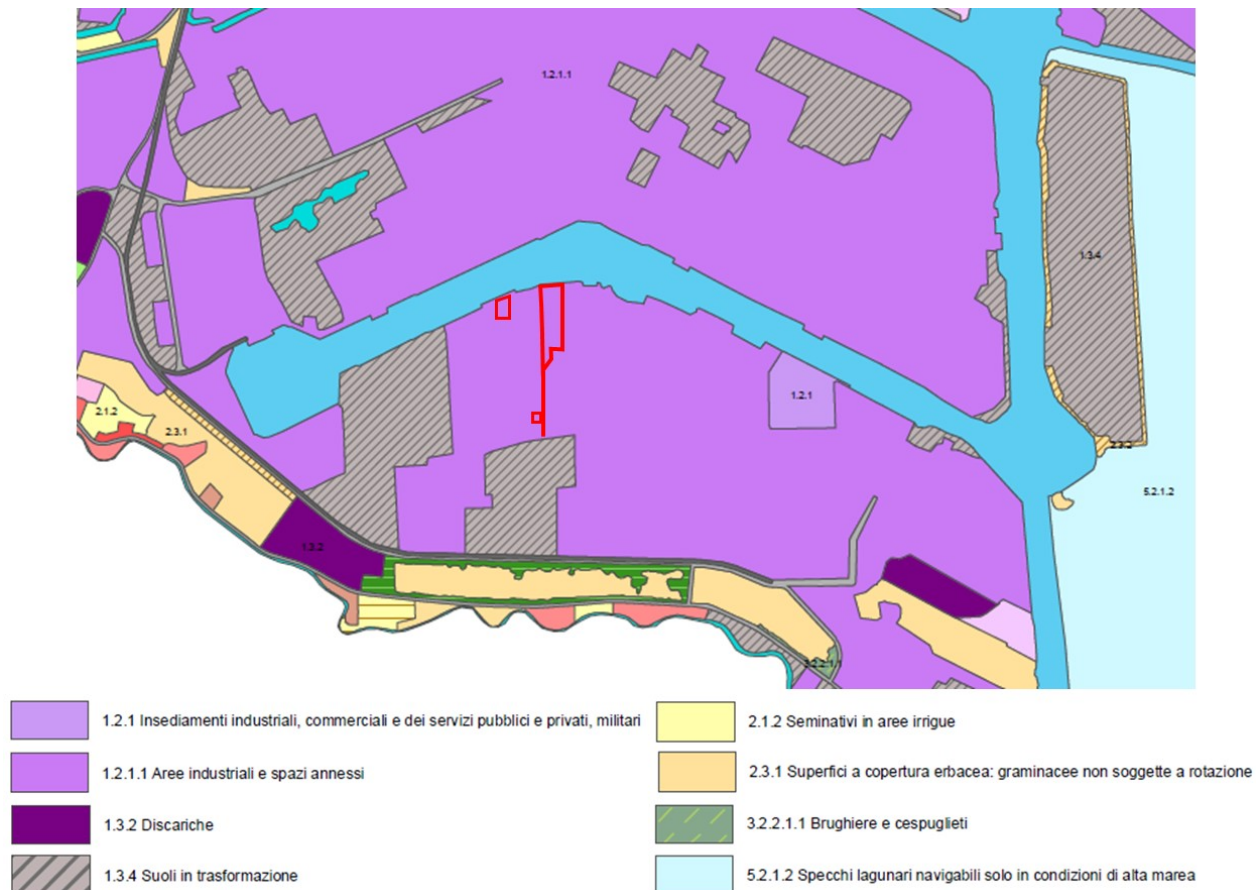 1.2.1.1
1.3.4
1.2.1
2.1.2
2.3.1
2.3.2
5.2.1.2
1.3.2
3.2.2.1.1
1.2.1 Insediamenti industriali, commerciali e dei servizi pubblici e privati, militari
1.2.1.1 Aree industriali e spazi annessi
1.3.2 Discariche
1.3.4 Suoli in trasformazione
2.1.2 Seminativi in aree irrigue
2.3.1 Superfici a copertura erbacea: graminacee non soggette a rotazione
3.2.2.1.1 Brughiere e cespuglieti
5.2.1.2 Specchi lagunari navigabili solo in condizioni di alta marea